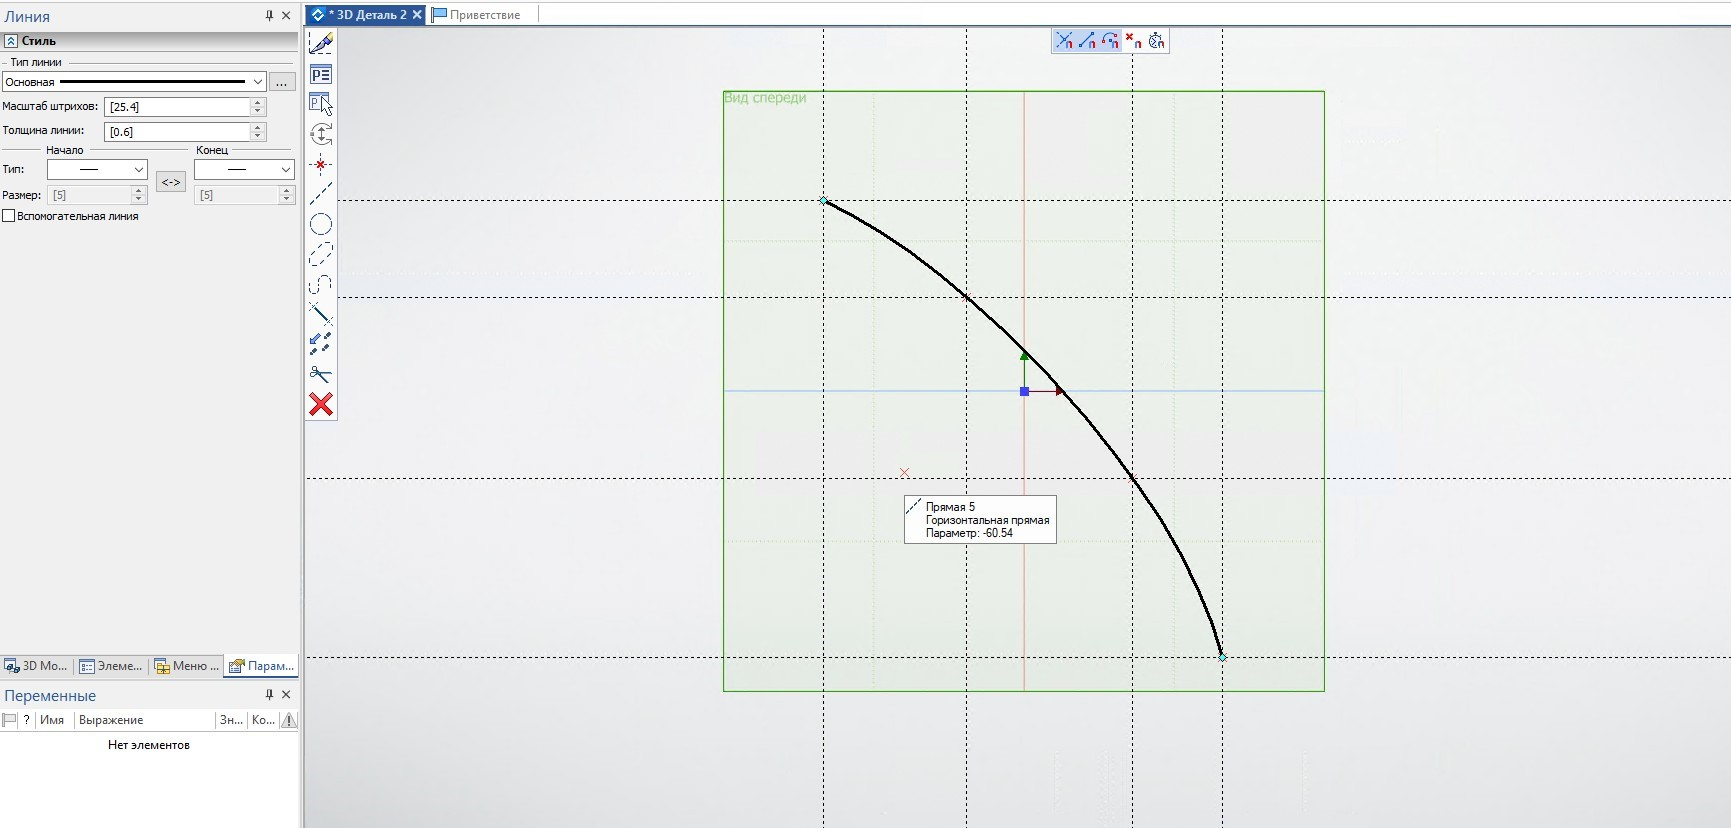 Линия
* 3D Деталь 2
Приветствие
Стиль
Тип линии
Основная
...
Масштаб штрихов: [25.4]
Толщина линии: [0.6]
Начало Конец
Тип:
<->
Размер: [5] [5]
Вспомогательная линия
Вид спереди
Прямая 5
Горизонтальная прямая
Параметр: -60.54
3D Мо... Элеме... Меню ... Парам...
Переменные
? Имя Выражение Зн... Ко...
Нет элементов